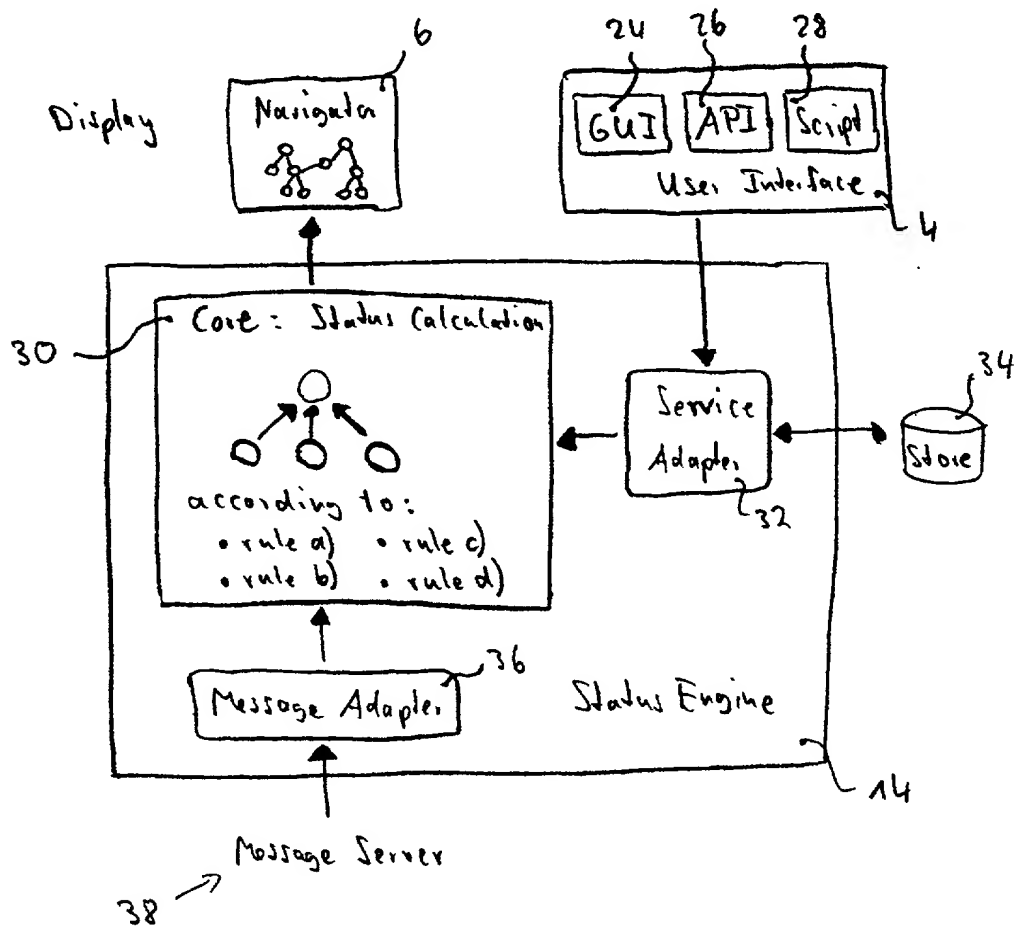 6
24 26 28
Display
Navigator
GUI API Script
User Interface
4
30
Core: Status Calculation
Service
Adapter
32
34
Store
according to:
• rule a) • rule c)
• rule b) • rule d)
36
Message Adapter
Status Engine
14
Message Server
38